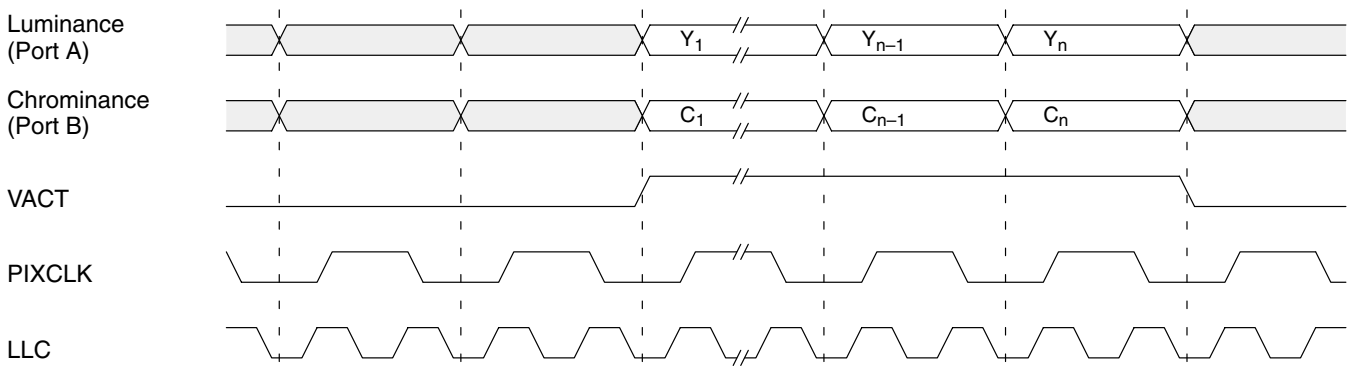 Luminance
(Port A)
Y1
Yn–1
Yn
Chrominance
(Port B)
C1
Cn–1
Cn
VACT
PIXCLK
LLC